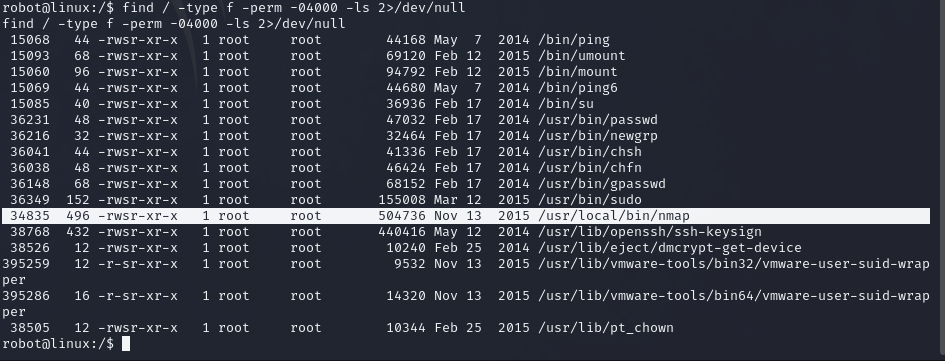 robot@linux:/$ find / -type f -perm -04000 -ls 2>/dev/null
find / -type f -perm -04000 -ls 2>/dev/null
 15068   44 -rwsr-xr-x   1 root     root        44168 May  7  2014 /bin/ping
 15093   68 -rwsr-xr-x   1 root     root        69120 Feb 12  2015 /bin/umount
 15060   96 -rwsr-xr-x   1 root     root        94792 Feb 12  2015 /bin/mount
 15069   44 -rwsr-xr-x   1 root     root        44680 May  7  2014 /bin/ping6
 15085   40 -rwsr-xr-x   1 root     root        36936 Feb 17  2014 /bin/su
 36231   48 -rwsr-xr-x   1 root     root        47032 Feb 17  2014 /usr/bin/passwd
 36216   32 -rwsr-xr-x   1 root     root        32464 Feb 17  2014 /usr/bin/newgrp
 36041   44 -rwsr-xr-x   1 root     root        41336 Feb 17  2014 /usr/bin/chsh
 36038   48 -rwsr-xr-x   1 root     root        46424 Feb 17  2014 /usr/bin/chfn
 36148   68 -rwsr-xr-x   1 root     root        68152 Feb 17  2014 /usr/bin/gpasswd
 36349  152 -rwsr-xr-x   1 root     root       155008 Mar 12  2015 /usr/bin/sudo
 34835  496 -rwsr-xr-x   1 root     root       504736 Nov 13  2015 /usr/local/bin/nmap
 38768  432 -rwsr-xr-x   1 root     root       440416 May 12  2014 /usr/lib/openssh/ssh-keysign
 38526   12 -rwsr-xr-x   1 root     root        10240 Feb 25  2014 /usr/lib/eject/dmcrypt-get-device
395259   12 -r-sr-xr-x   1 root     root         9532 Nov 13  2015 /usr/lib/vmware-tools/bin32/vmware-user-suid-wrap
per
395286   16 -r-sr-xr-x   1 root     root        14320 Nov 13  2015 /usr/lib/vmware-tools/bin64/vmware-user-suid-wrap
per
 38505   12 -rwsr-xr-x   1 root     root        10344 Feb 25  2015 /usr/lib/pt_chown
robot@linux:/$